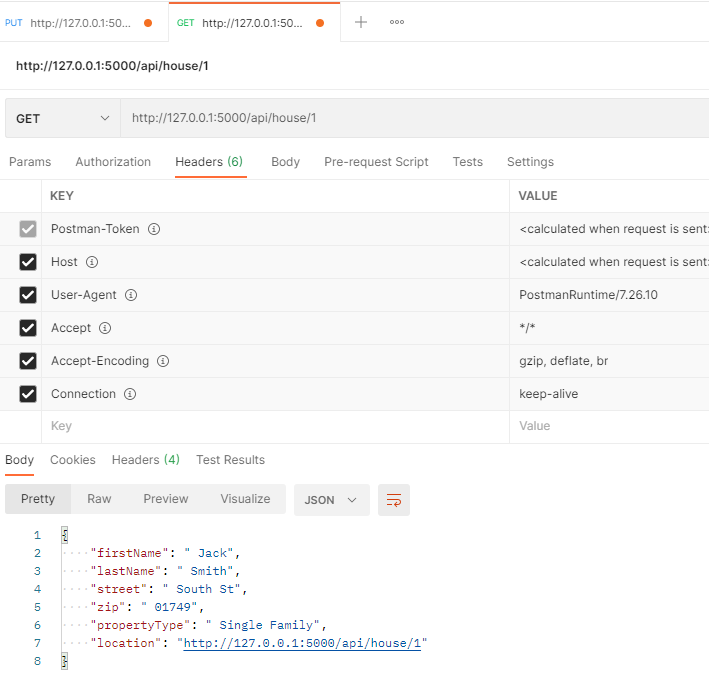 PUT http://127.0.0.1:50...
GET http://127.0.0.1:50...
http://127.0.0.1:5000/api/house/1
GET http://127.0.0.1:5000/api/house/1
Params Authorization Headers (6) Body Pre-request Script Tests Settings
KEY VALUE
Postman-Token <calculated when request is sent>
Host <calculated when request is sent>
User-Agent PostmanRuntime/7.26.10
Accept */*
Accept-Encoding gzip, deflate, br
Connection keep-alive
Key Value
Body Cookies Headers (4) Test Results
Pretty Raw Preview Visualize JSON
1 {
2 "firstName": " Jack",
3 "lastName": " Smith",
4 "street": " South St",
5 "zip": " 01749",
6 "propertyType": " Single Family",
7 "location": "http://127.0.0.1:5000/api/house/1"
8 }